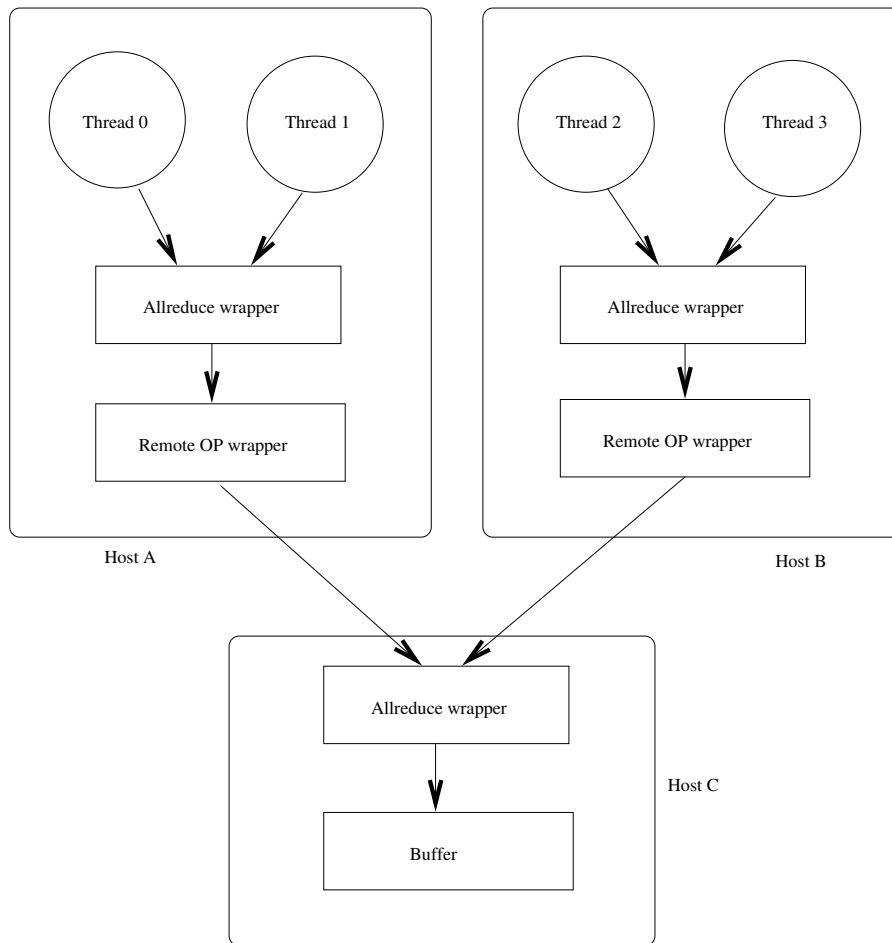 Thread 0
Thread 1
Thread 2
Thread 3
Allreduce wrapper
Allreduce wrapper
Remote OP wrapper
Remote OP wrapper
Host A
Host B
Allreduce wrapper
Host C
Buffer